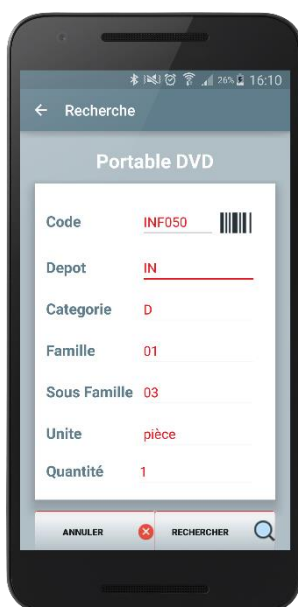 26% 16:10
Recherche
Portable DVD
Code INF050
Depot IN
Categorie D
Famille 01
Sous Famille 03
Unite pièce
Quantité 1
ANNULER RECHERCHER